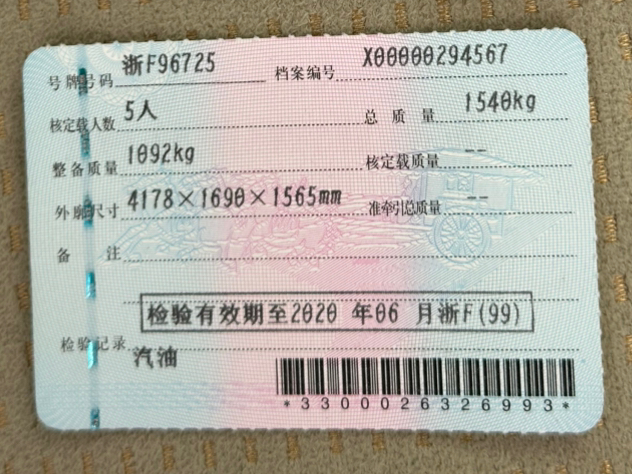 号牌号码 浙F96725 档案编号 X00000294567
核定载人数 5人 总质量 1540kg
整备质量 1092kg 核定载质量 --
外廓尺寸 4178×1690×1565mm 准牵引总质量 --
备注
检验有效期至2020 年06 月浙F(99)
检验记录 汽油
*3300026326993*